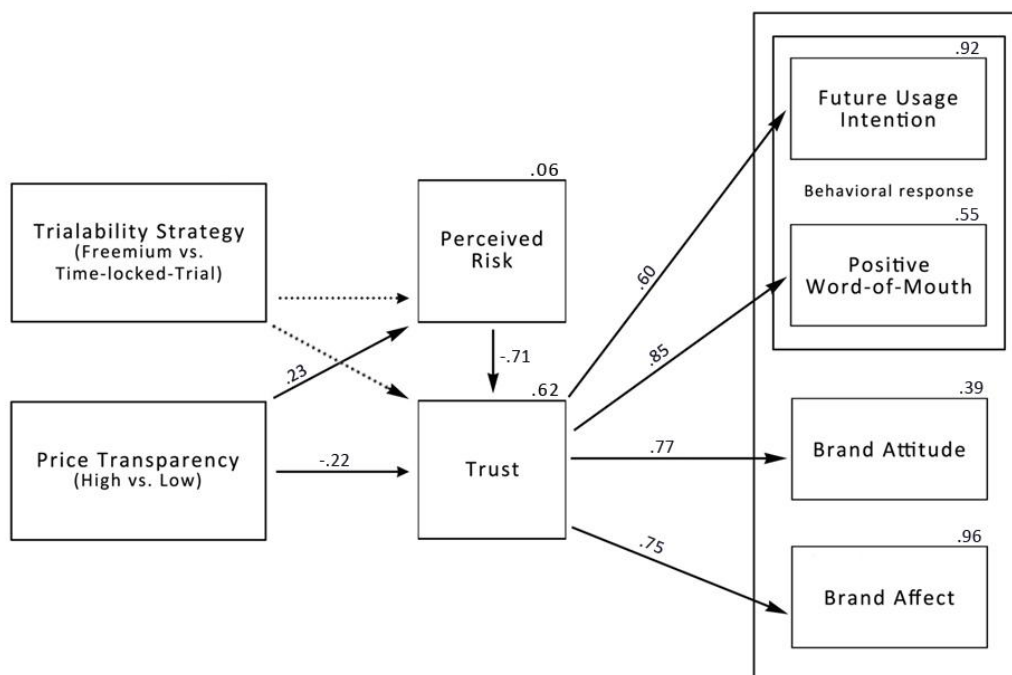 .92
Future Usage
Intention
Behavioral response
.55
Positive
Word-of-Mouth
.06
Perceived
Risk
Trialability Strategy
(Freemium vs.
Time-locked-Trial)
.60
-.71
.85
.23
.62
.39
Price Transparency
(High vs. Low)
-.22
Trust
.77
Brand Attitude
.75
.96
Brand Affect